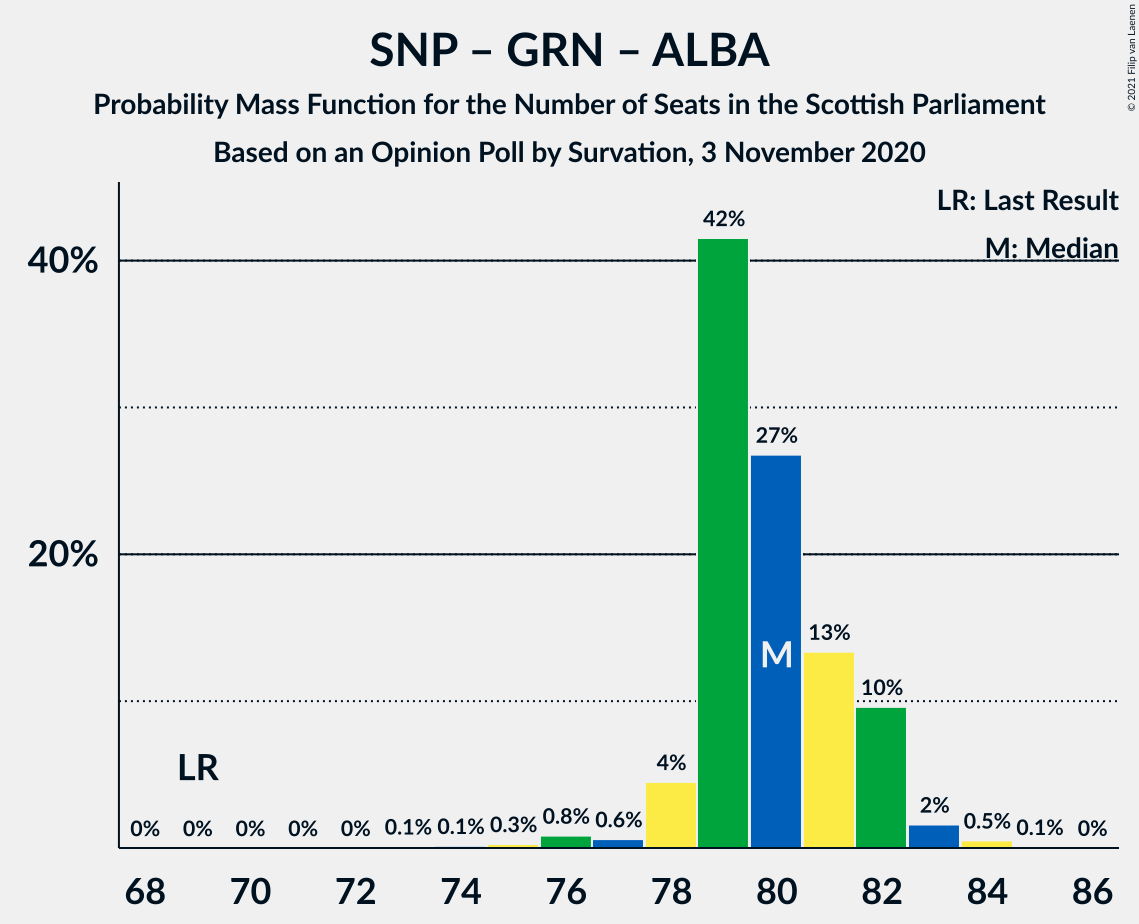 SNP – GRN – ALBA
Probability Mass Function for the Number of Seats in the Scottish Parliament
Based on an Opinion Poll by Survation, 3 November 2020
© 2021 Filip van Laenen
LR: Last Result
M: Median
40%
20%
42%
27%
M
13%
10%
LR
4%
0% 0% 0% 0% 0% 0.1% 0.1% 0.3% 0.8% 0.6% 2% 0.5% 0.1% 0%
68 70 72 74 76 78 80 82 84 86